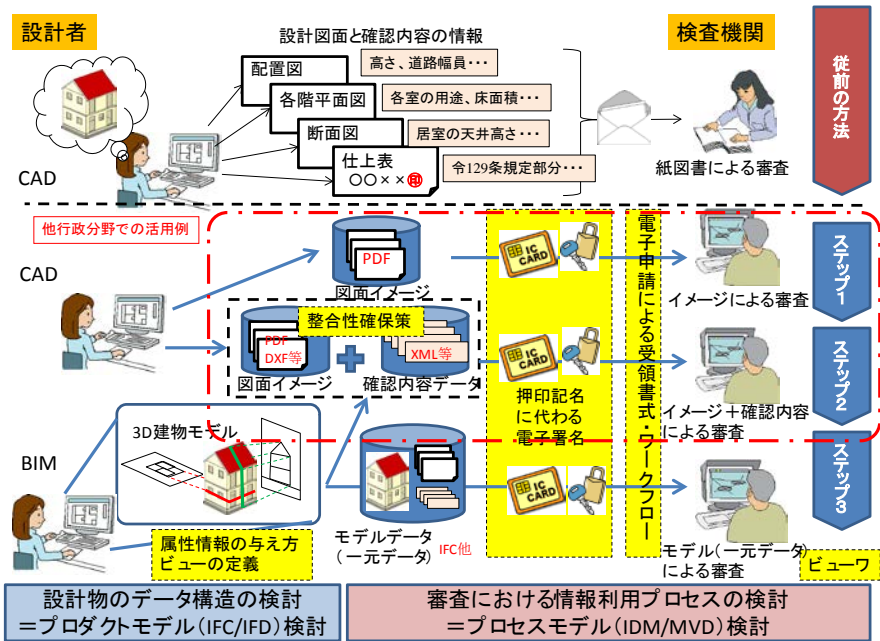 設計者
設計図面と確認内容の情報
検査機関
従前の方法
配置図
高さ、道路幅員･･･
各階平面図
各室の用途、床面積･･･
断面図
居室の天井高さ･･･
仕上表
○○××㊞
令129条規定部分･･･
CAD
紙図書による審査
他行政分野での活用例
CAD
PDF
図面イメージ
IC
CARD
電子申請による受領書式・ワークフロー
イメージによる審査
ステップ1
整合性確保策
PDF
DXF等
XML等
図面イメージ
確認内容データ
IC
CARD
押印記名
に代わる
電子署名
イメージ+確認内容
による審査
ステップ2
BIM
3D建物モデル
モデルデータ
(一元データ)
IFC他
IC
CARD
モデル(一元データ)
による審査
ステップ3
属性情報の与え方
ビューの定義
ビューワ
設計物のデータ構造の検討
=プロダクトモデル(IFC/IFD)検討
審査における情報利用プロセスの検討
=プロセスモデル(IDM/MVD)検討